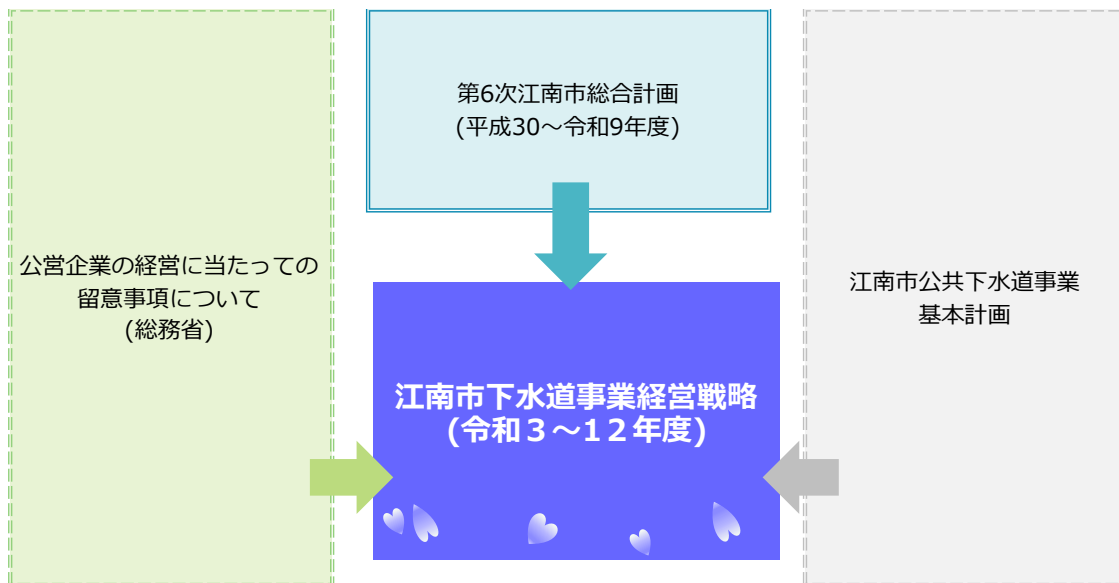 第6次江南市総合計画
(平成30～令和9年度)
公営企業の経営に当たっての
留意事項について
(総務省)
江南市公共下水道事業
基本計画
江南市下水道事業経営戦略
(令和３～１２年度)